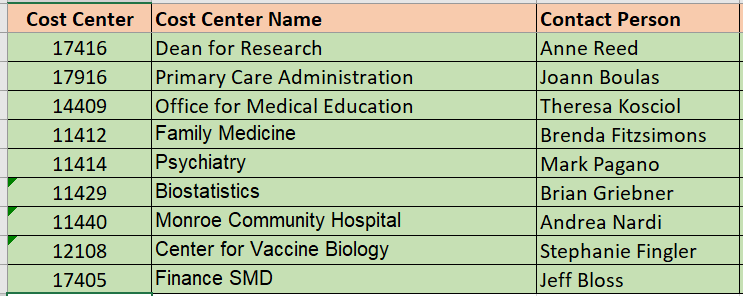 Cost Center Cost Center Name Contact Person
17416 Dean for Research Anne Reed
17916 Primary Care Administration Joann Boulas
14409 Office for Medical Education Theresa Kosciol
11412 Family Medicine Brenda Fitzsimons
11414 Psychiatry Mark Pagano
11429 Biostatistics Brian Griebner
11440 Monroe Community Hospital Andrea Nardi
12108 Center for Vaccine Biology Stephanie Fingler
17405 Finance SMD Jeff Bloss